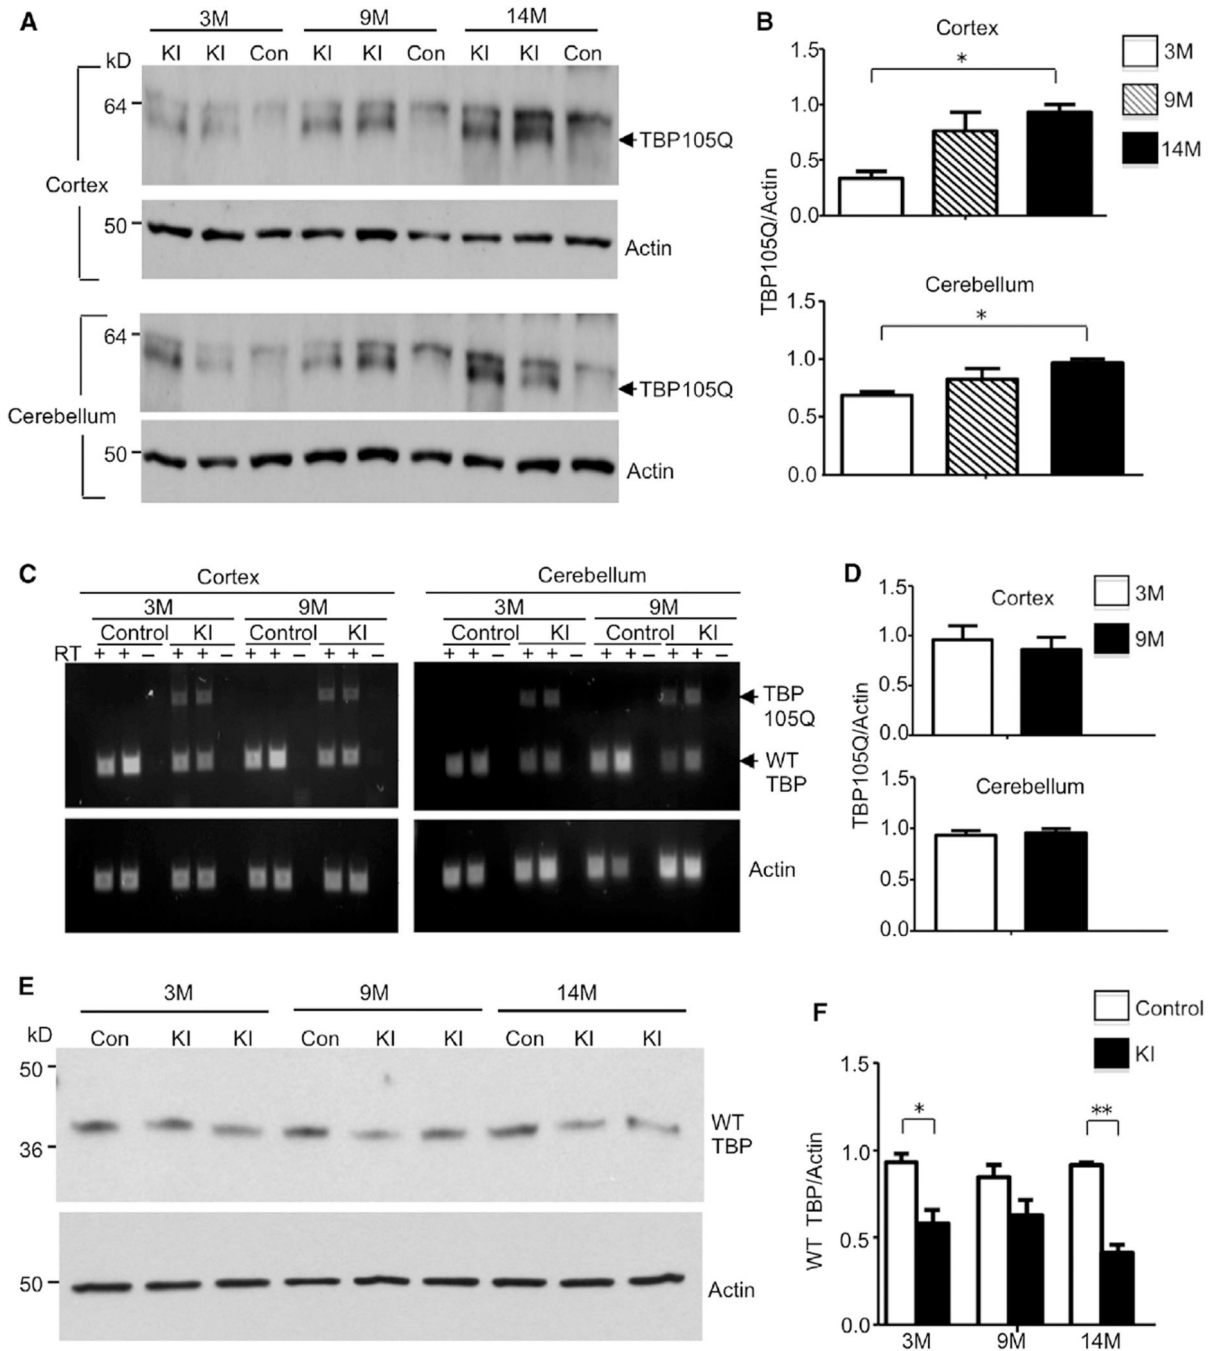 A
3M 9M 14M
kD KI KI Con KI KI Con KI KI Con
64
TBP105Q
Cortex
50
Actin
64
TBP105Q
Cerebellum
50
Actin
B
Cortex
*
1.5
1.0
0.5
0.0
3M
9M
14M
TBP105Q/Actin
Cerebellum
*
1.5
1.0
0.5
0.0
C
Cortex Cerebellum
3M 9M 3M 9M
Control KI Control KI Control KI Control KI
RT + + – + + – + + – + + – + + – + + – + + – + + –
TBP
105Q
WT
TBP
Actin
D
Cortex
1.5
1.0
0.5
0.0
3M
9M
TBP105Q/Actin
Cerebellum
1.5
1.0
0.5
0.0
E
3M 9M 14M
kD Con KI KI Con KI KI Con KI KI
50
36
WT
TBP
50
Actin
F
Control
KI
WT TBP/Actin
1.5
1.0
0.5
0.0
* **
3M 9M 14M